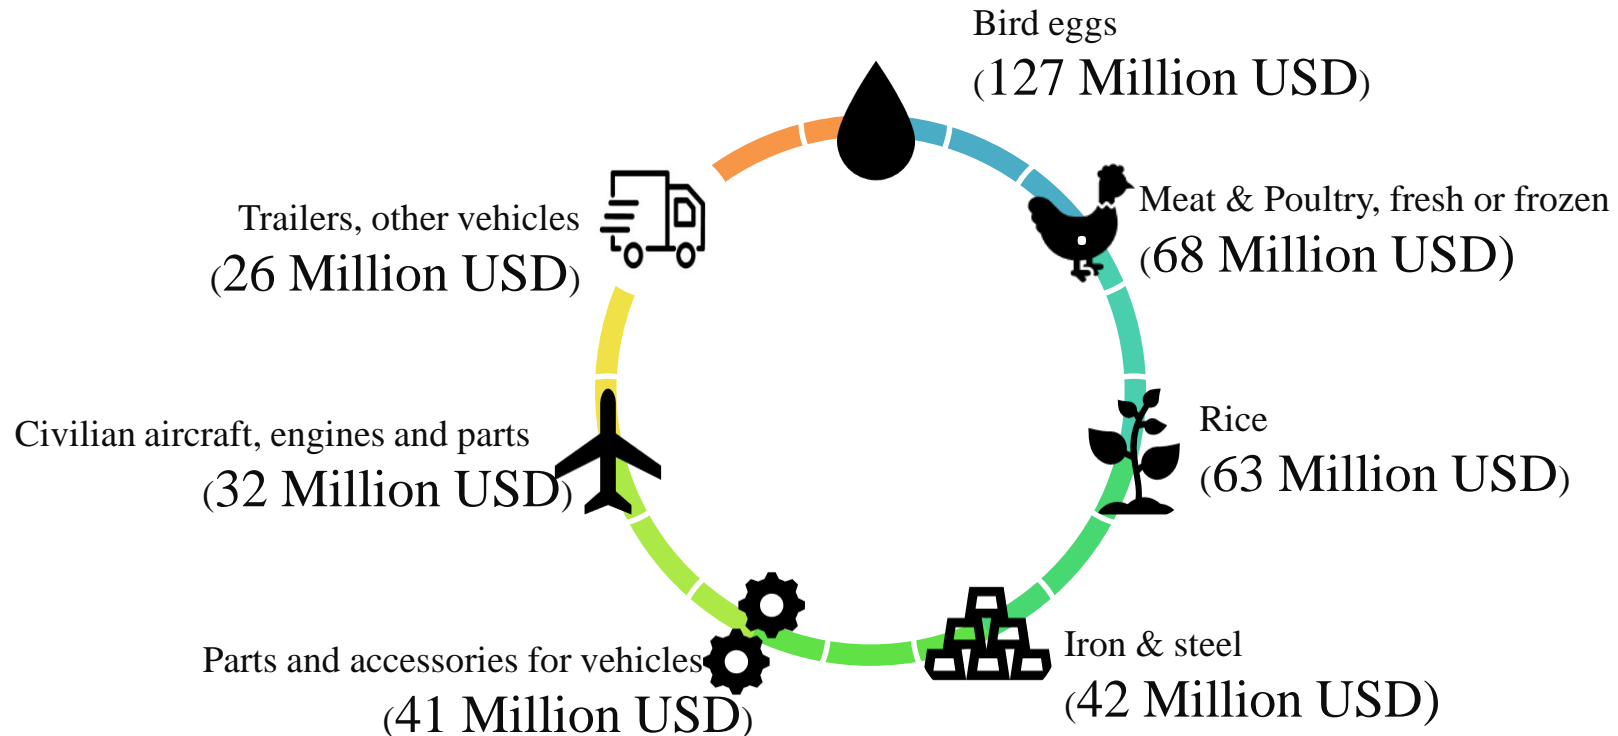 Bird eggs
(127 Million USD)
Meat & Poultry, fresh or frozen
(68 Million USD)
Rice
(63 Million USD)
Iron & steel
(42 Million USD)
Parts and accessories for vehicles
(41 Million USD)
Civilian aircraft, engines and parts
(32 Million USD)
Trailers, other vehicles
(26 Million USD)